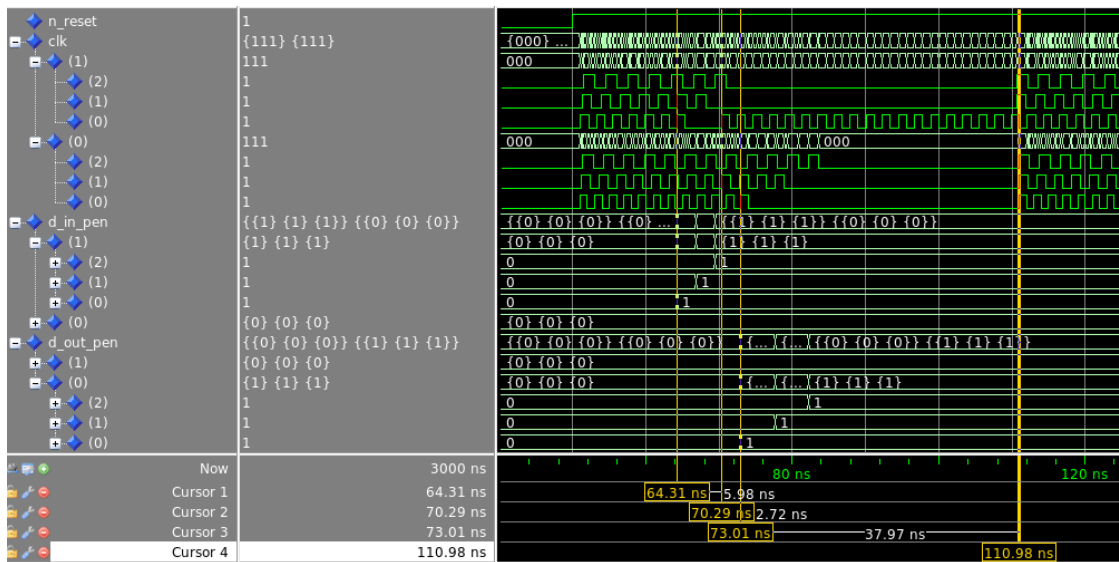 n_reset 1
clk {111} {111} {000} ...
(1) 111 000
(2) 1
(1) 1
(0) 1
(0) 111 000 000
(2) 1
(1) 1
(0) 1
d_in_pen {{1} {1} {1}} {{0} {0} {0}} {{0} {0} {0}} {{0} ... {{1} {1} {1}} {{0} {0} {0}}
(1) {1} {1} {1} {0} {0} {0} {1} {1} {1}
(2) 1 0 1
(1) 1 0 1
(0) 1 0 1
(0) {0} {0} {0} {0} {0} {0}
d_out_pen {{0} {0} {0}} {{1} {1} {1}} {{0} {0} {0}} {{0} {0} {0}} {... {... {{0} {0} {0}} {{1} {1} {1}}
(1) {0} {0} {0} {0} {0} {0}
(0) {1} {1} {1} {0} {0} {0} {... {... {1} {1} {1}
(2) 1 0 1
(1) 1 0 1
(0) 1 0 1
Now 3000 ns 80 ns 120 ns
Cursor 1 64.31 ns 64.31 ns 5.98 ns
Cursor 2 70.29 ns 70.29 ns 2.72 ns
Cursor 3 73.01 ns 73.01 ns 37.97 ns
Cursor 4 110.98 ns 110.98 ns